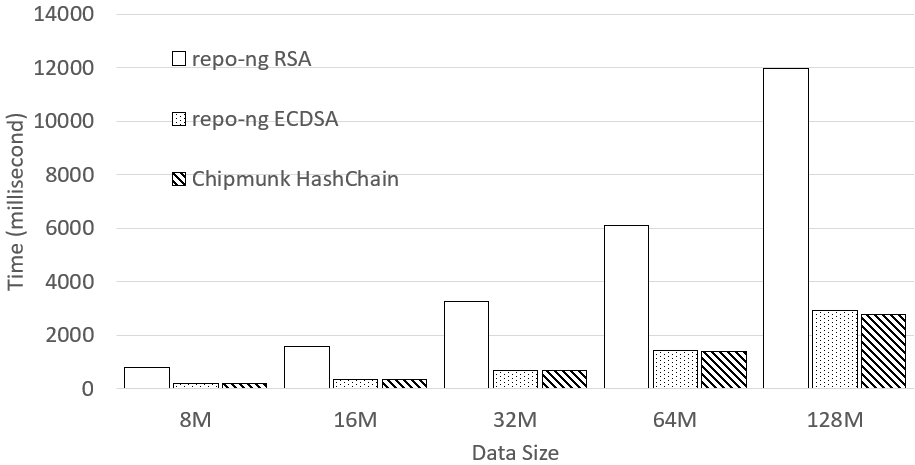 14000
12000
10000
8000
6000
4000
2000
0
Time (millisecond)
repo-ng RSA
repo-ng ECDSA
Chipmunk HashChain
8M 16M 32M 64M 128M
Data Size